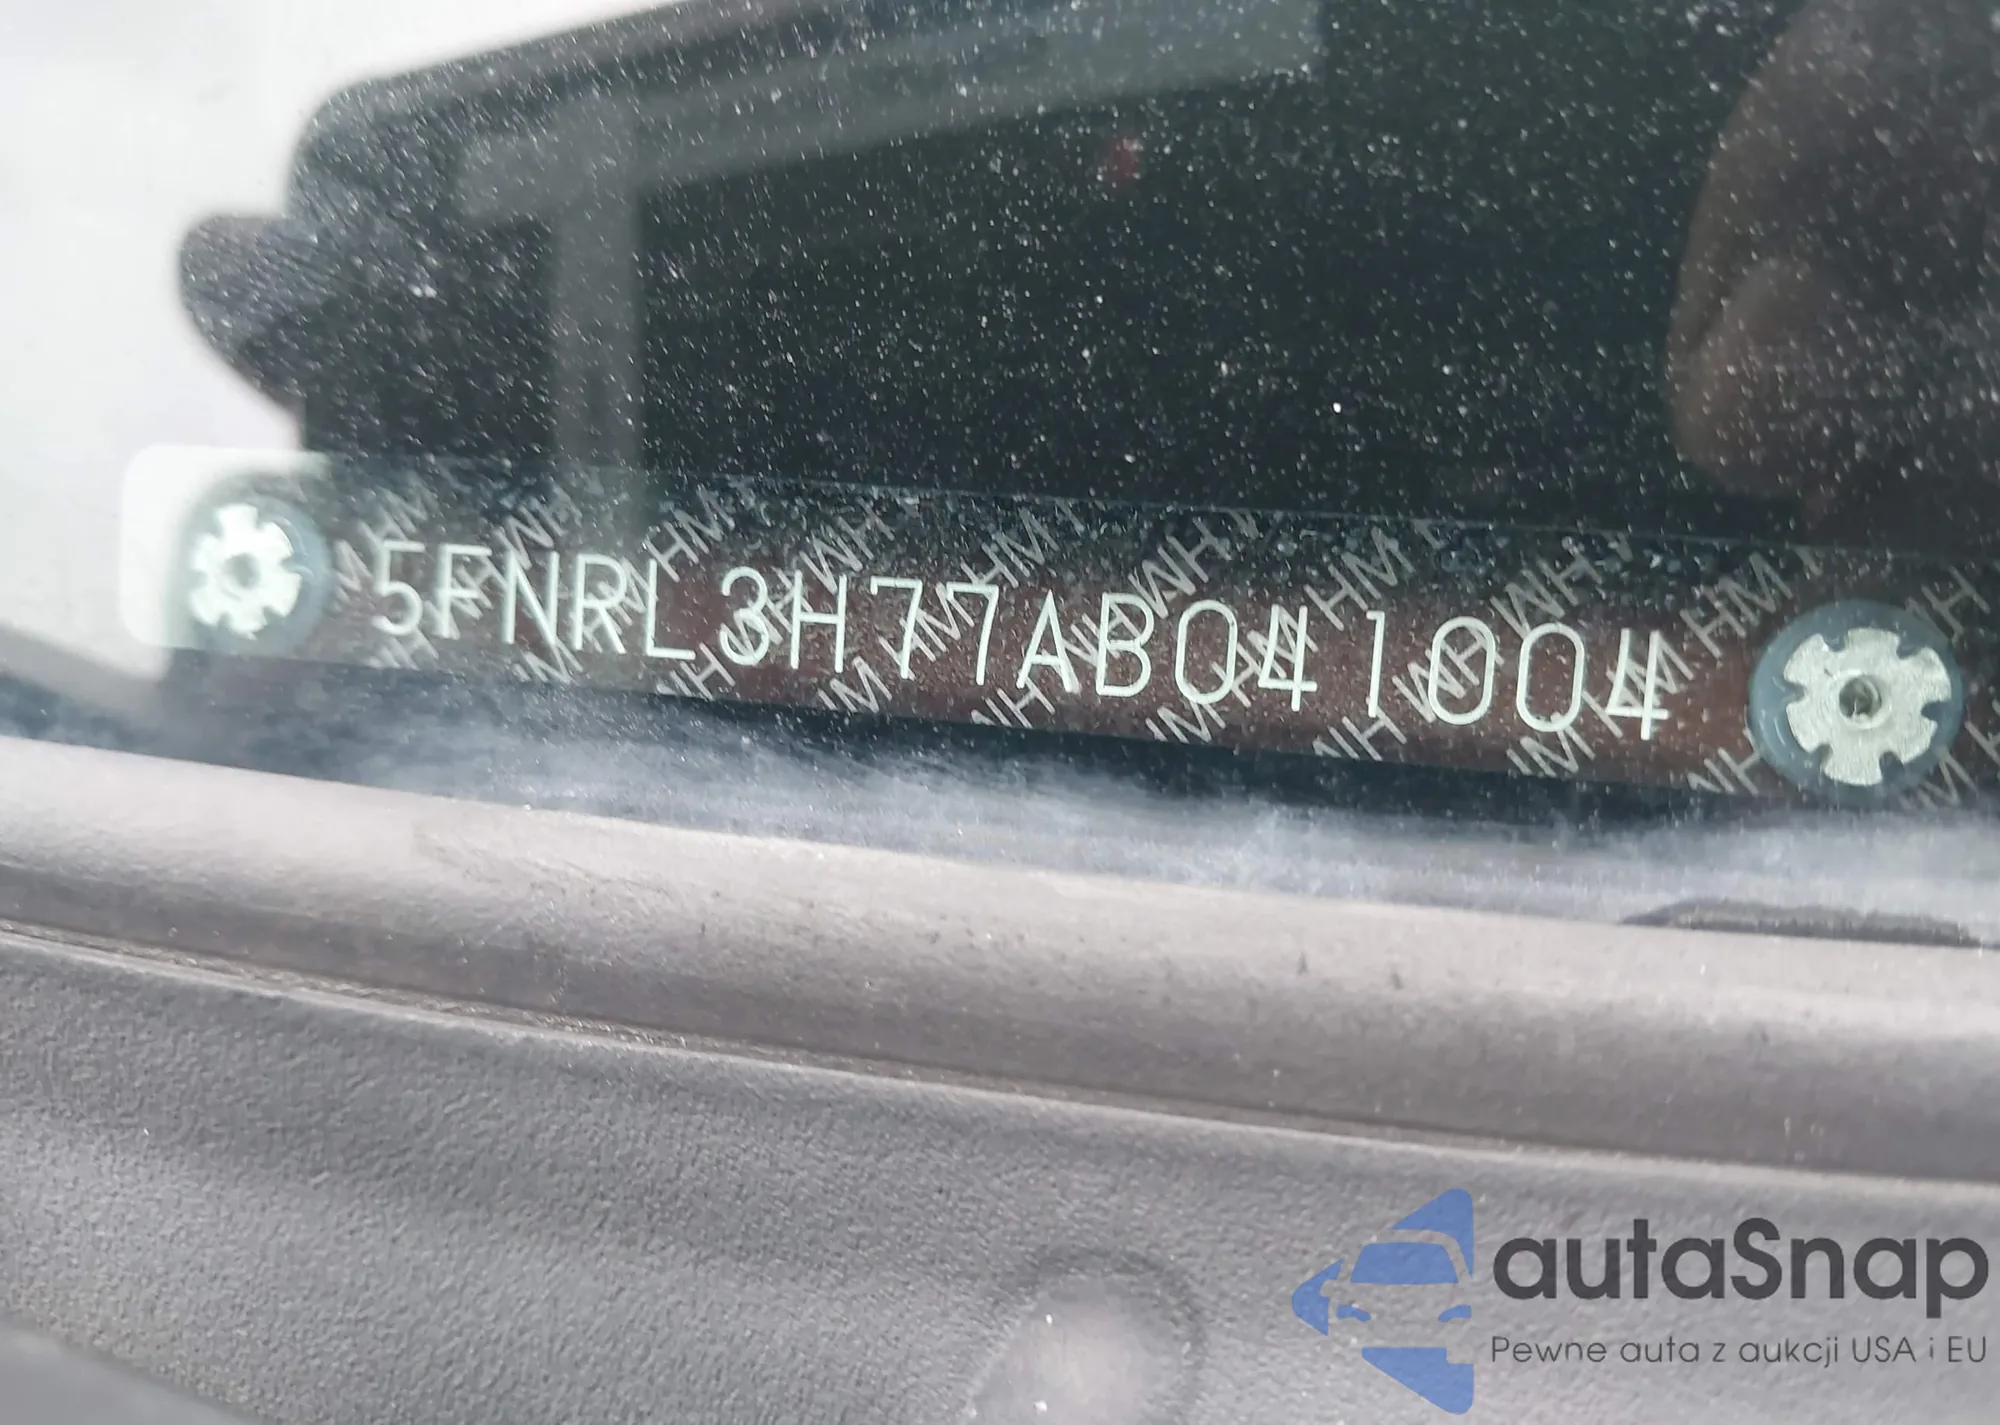 5FNRL3H77AB041004
autaSnap
Pewne auta z aukcji USA i EU